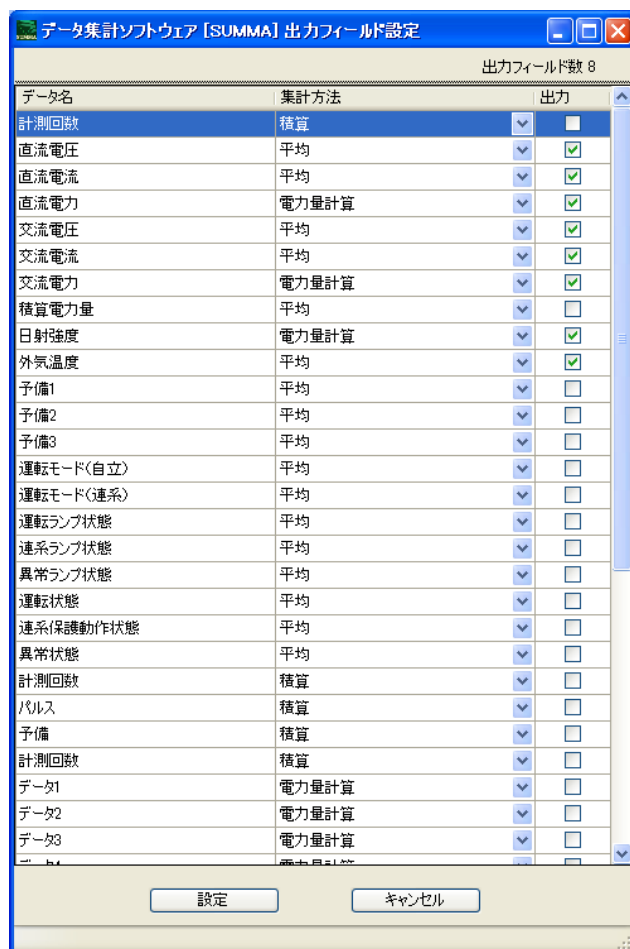 データ集計ソフトウェア [SUMMA] 出力フィールド設定
出力フィールド数 8
データ名 集計方法 出力
計測回数 積算
直流電圧 平均
直流電流 平均
直流電力 電力量計算
交流電圧 平均
交流電流 平均
交流電力 電力量計算
積算電力量 平均
日射強度 電力量計算
外気温度 平均
予備1 平均
予備2 平均
予備3 平均
運転モード(自立) 平均
運転モード(連系) 平均
運転ランプ状態 平均
連系ランプ状態 平均
異常ランプ状態 平均
運転状態 平均
連系保護動作状態 平均
異常状態 平均
計測回数 積算
パルス 積算
予備 積算
計測回数 積算
データ1 電力量計算
データ2 電力量計算
データ3 電力量計算
設定 キャンセル